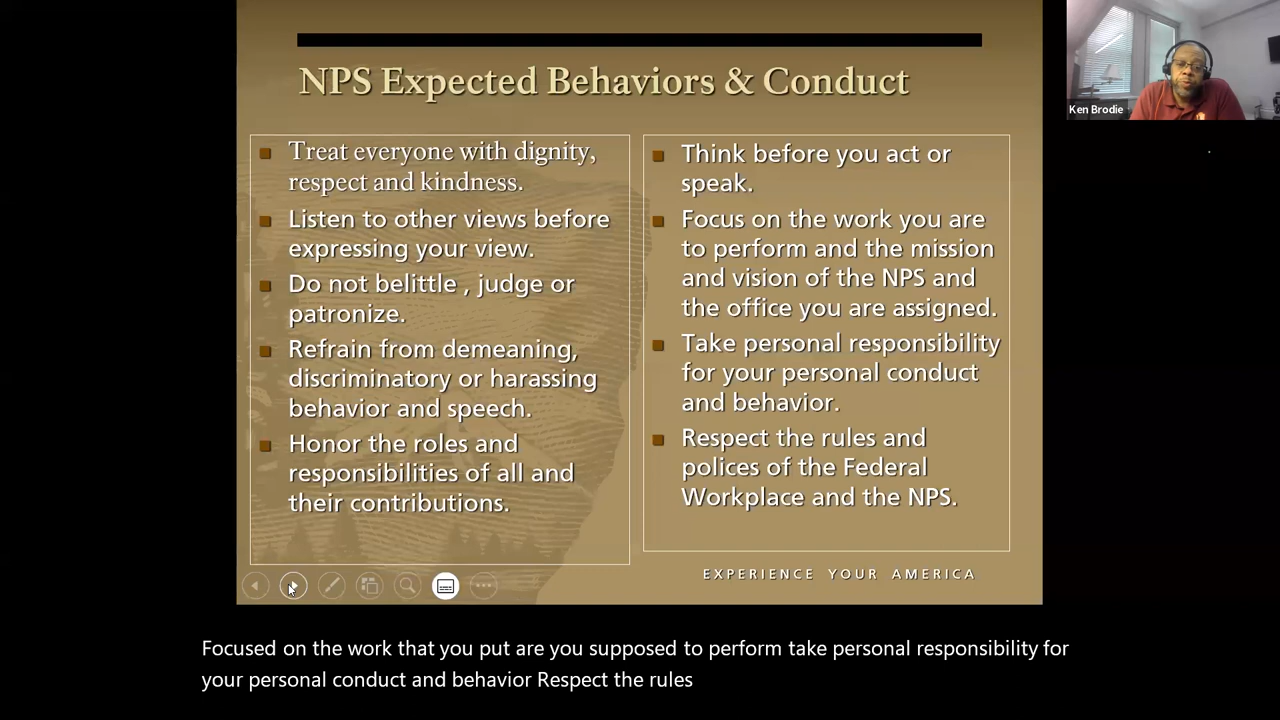 NPS Expected Behaviors & Conduct
Treat everyone with dignity,
respect and kindness.
Listen to other views before
expressing your view.
Do not belittle , judge or
patronize.
Refrain from demeaning,
discriminatory or harassing
behavior and speech.
Honor the roles and
responsibilities of all and
their contributions.
Think before you act or
speak.
Focus on the work you are
to perform and the mission
and vision of the NPS and
the office you are assigned.
Take personal responsibility
for your personal conduct
and behavior.
Respect the rules and
polices of the Federal
Workplace and the NPS.
EXPERIENCE YOUR AMERICA
Ken Brodie
Focused on the work that you put are you supposed to perform take personal responsibility for
your personal conduct and behavior Respect the rules